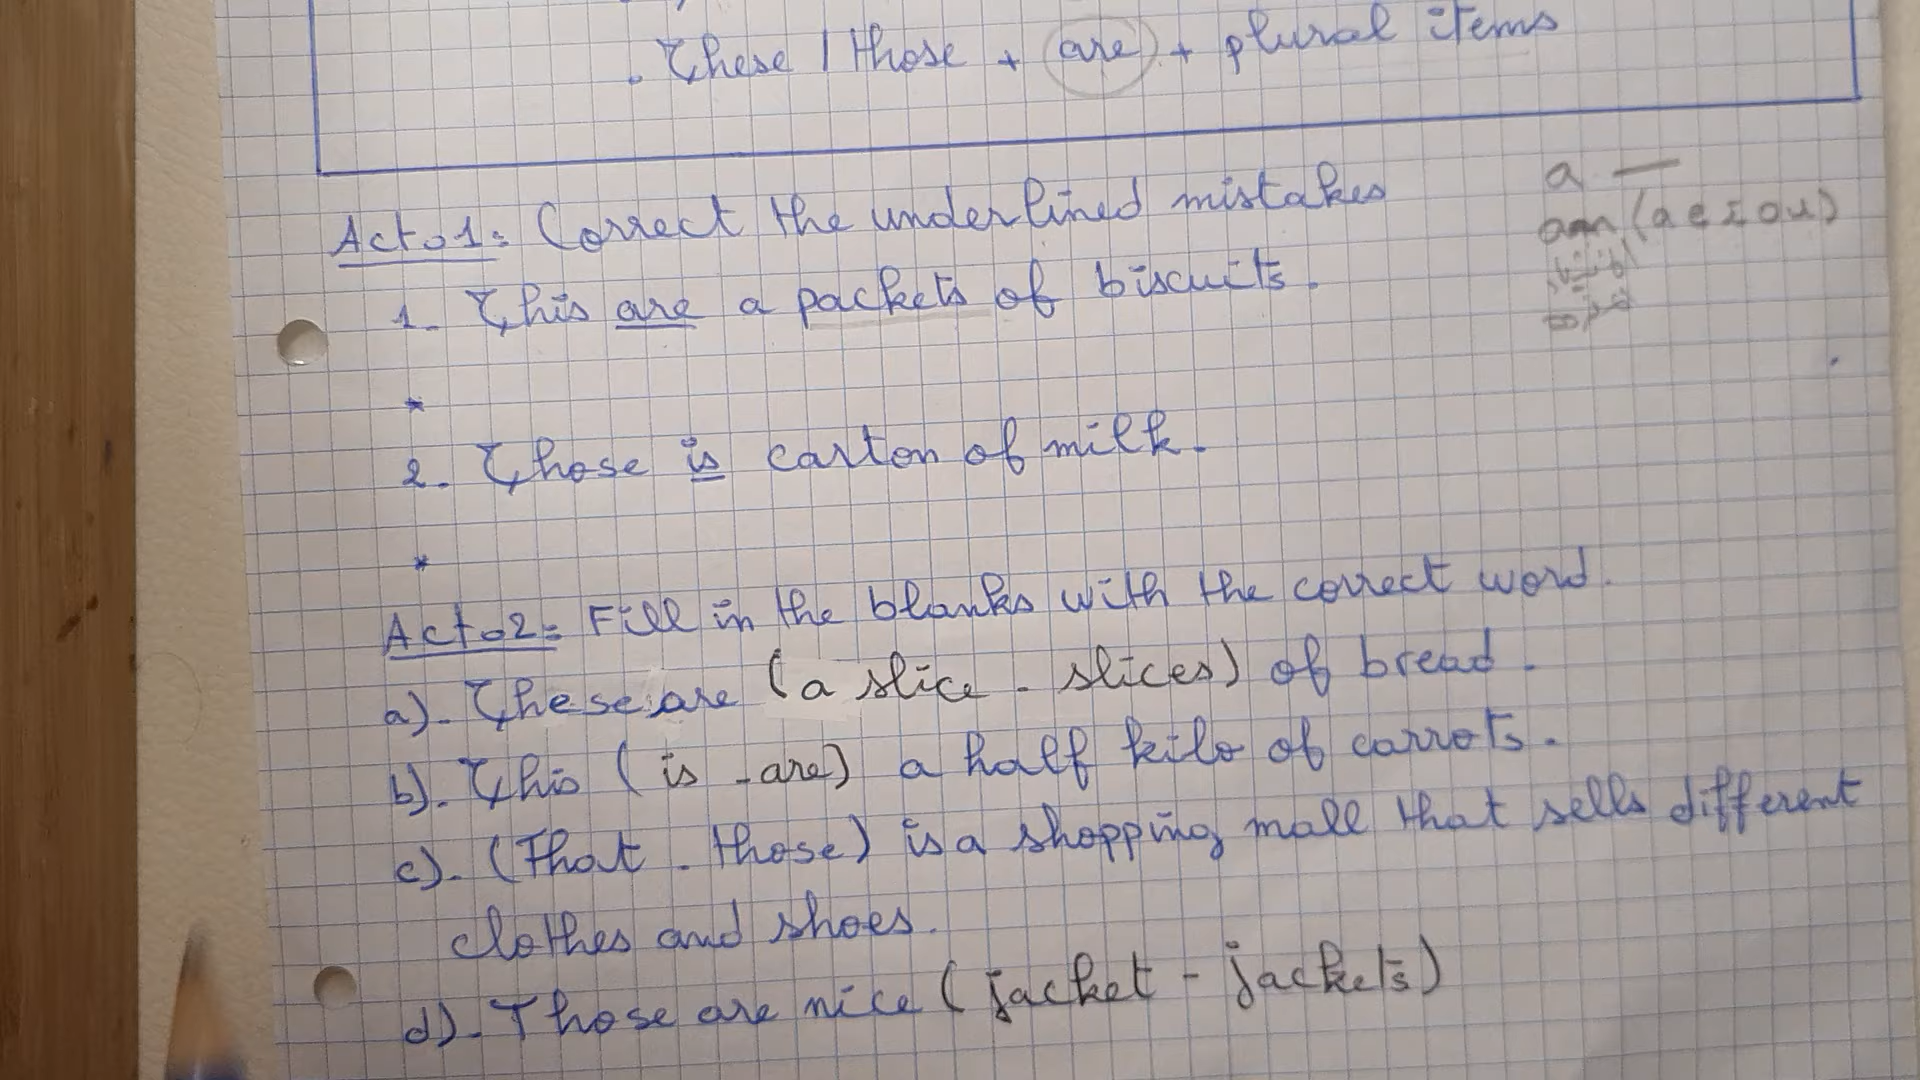 . These / those + are + plural items
Act 1: Correct the underlined mistakes
a —
an (a e i o u)
1. This are a packets of biscuits.
*
2. Those is carton of milk.
*
Act 2: Fill in the blanks with the correct word.
a). These are (a slice - slices) of bread.
b). This (is - are) a half kilo of carrots.
c). (That - those) is a shopping mall that sells different
clothes and shoes.
d). Those are nice (jacket - jackets)